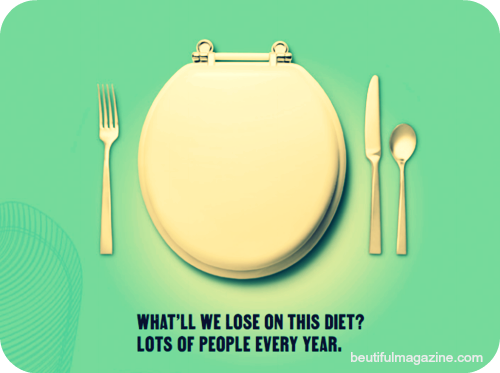 WHAT'LL WE LOSE ON THIS DIET?
LOTS OF PEOPLE EVERY YEAR.
beutifulmagazine.com